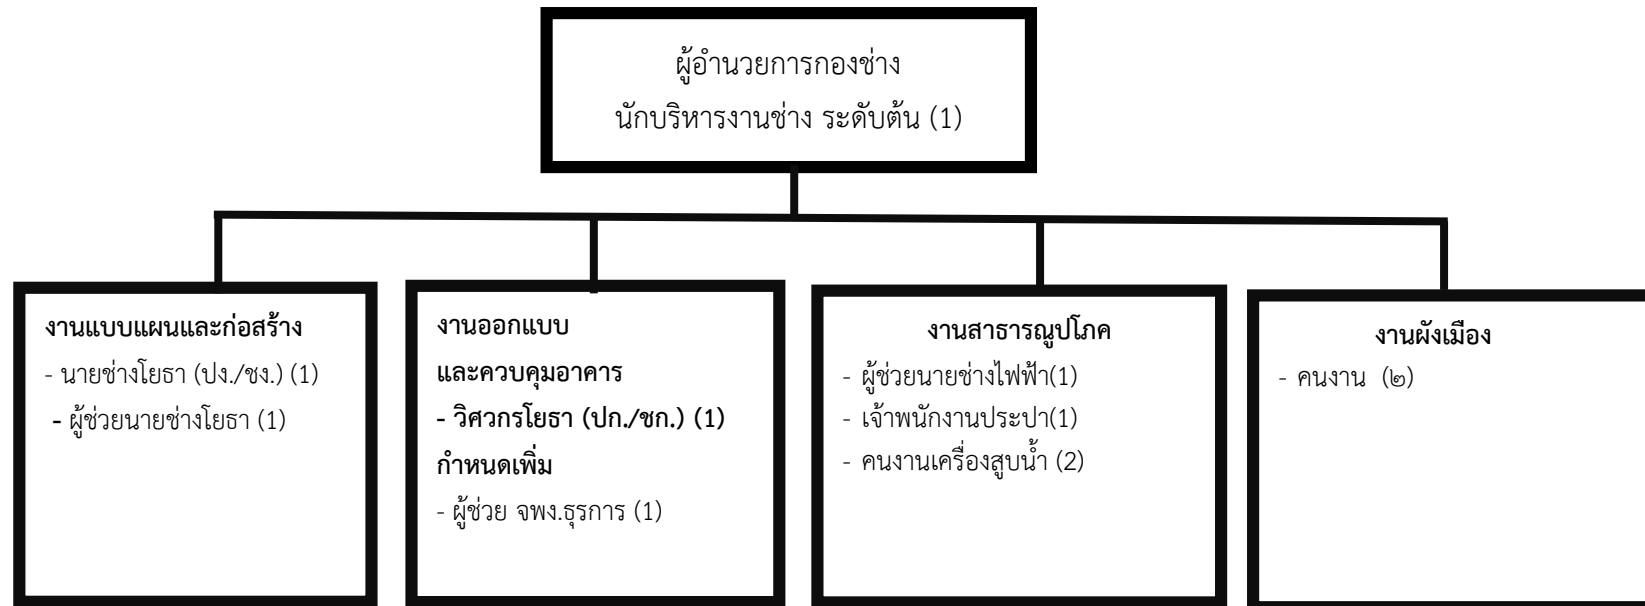 ผู้อำนวยการกองช่าง
นักบริหารงานช่าง ระดับต้น (1)
งานแบบแผนและก่อสร้าง
- นายช่างโยธา (ปง./ชง.) (1)
- ผู้ช่วยนายช่างโยธา (1)
งานออกแบบ
และควบคุมอาคาร
- วิศวกรโยธา (ปก./ชก.) (1)
กำหนดเพิ่ม
- ผู้ช่วย จพง.ธุรการ (1)
งานสาธารณูปโภค
- ผู้ช่วยนายช่างไฟฟ้า(1)
- เจ้าพนักงานประปา(1)
- คนงานเครื่องสูบน้ำ (2)
งานผังเมือง
- คนงาน (๒)